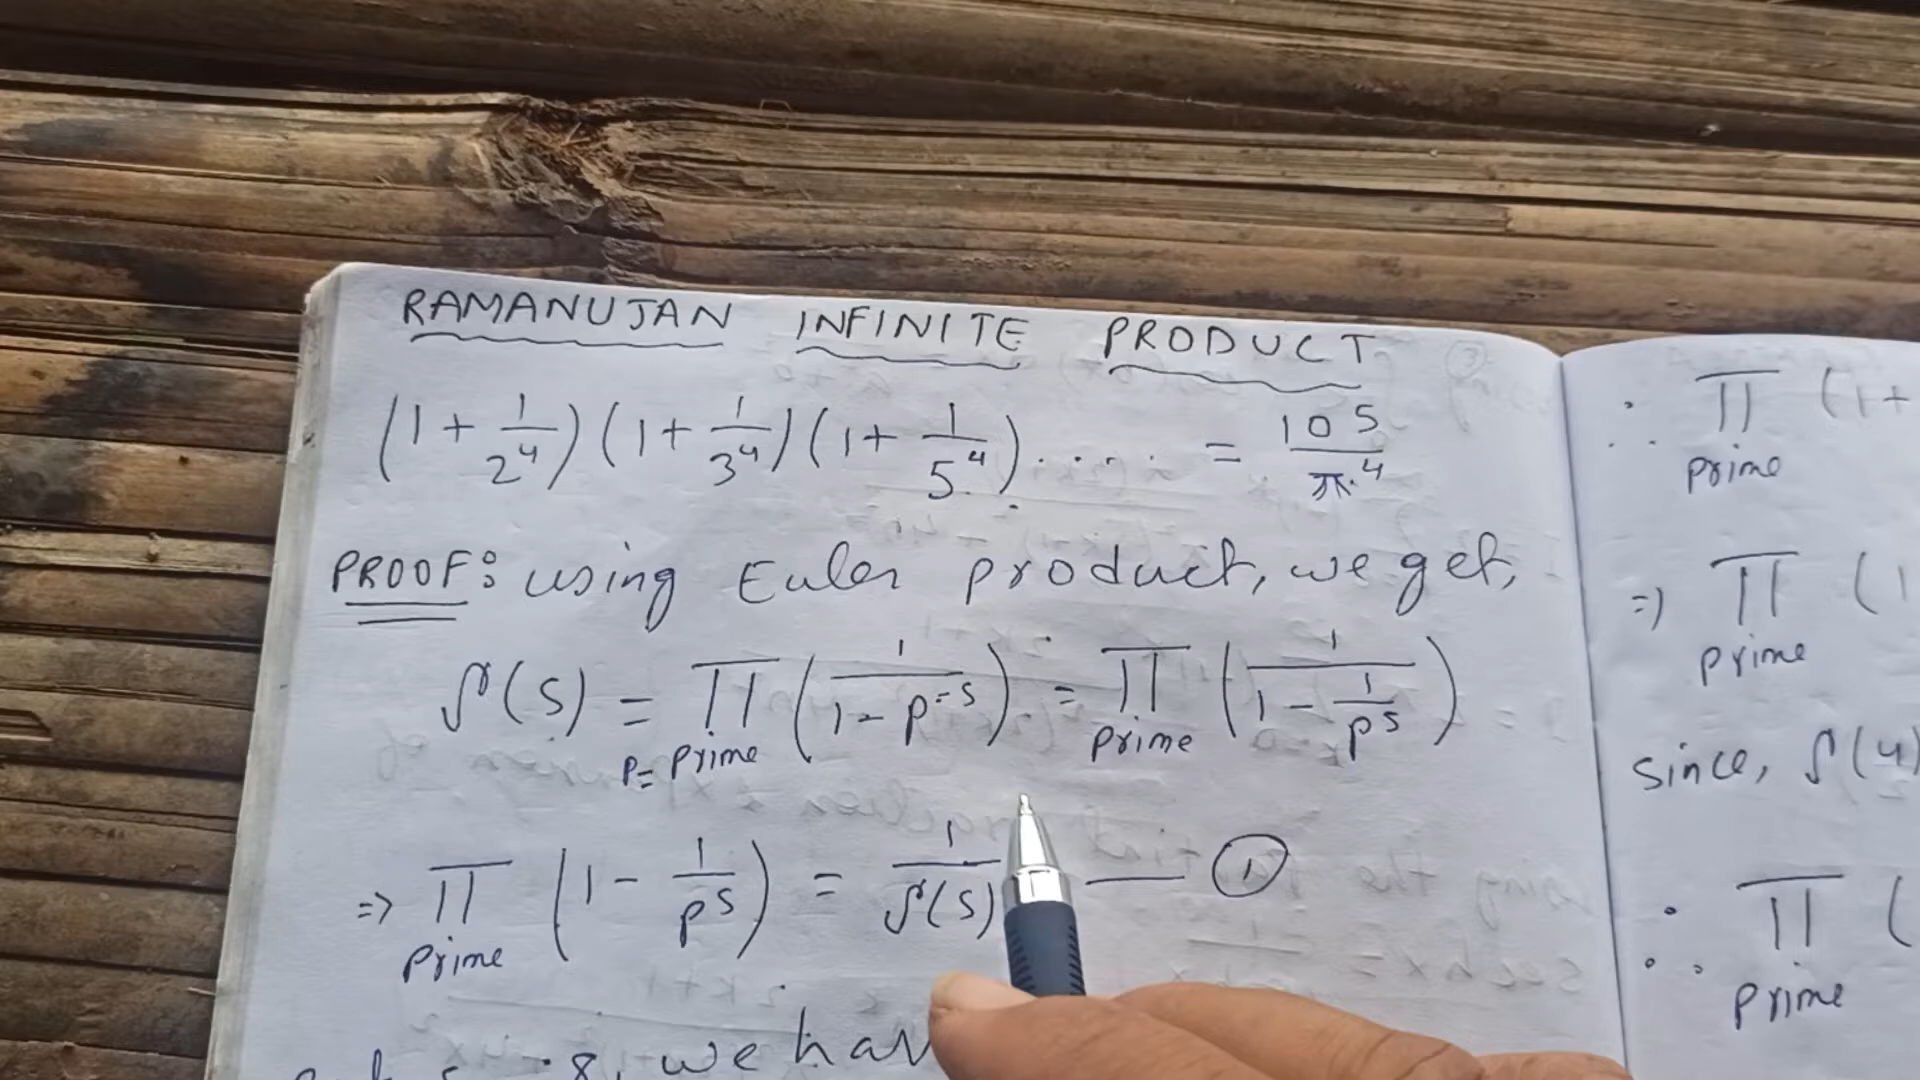 RAMANUJAN INFINITE PRODUCT
(1 + 1/2⁴)(1 + 1/3⁴)(1 + 1/5⁴)..... = 105/π⁴
PROOF: using Euler product, we get,
ζ(s) = ∏ p=prime (1/(1-p⁻ˢ)) = ∏ prime (1/(1 - 1/pˢ))
=> ∏ prime (1 - 1/pˢ) = 1/ζ(s) — ①
8, we hav
∴ ∏ prime (1+
=> ∏ prime (1
since, ζ(4)
∴ ∏ prime (